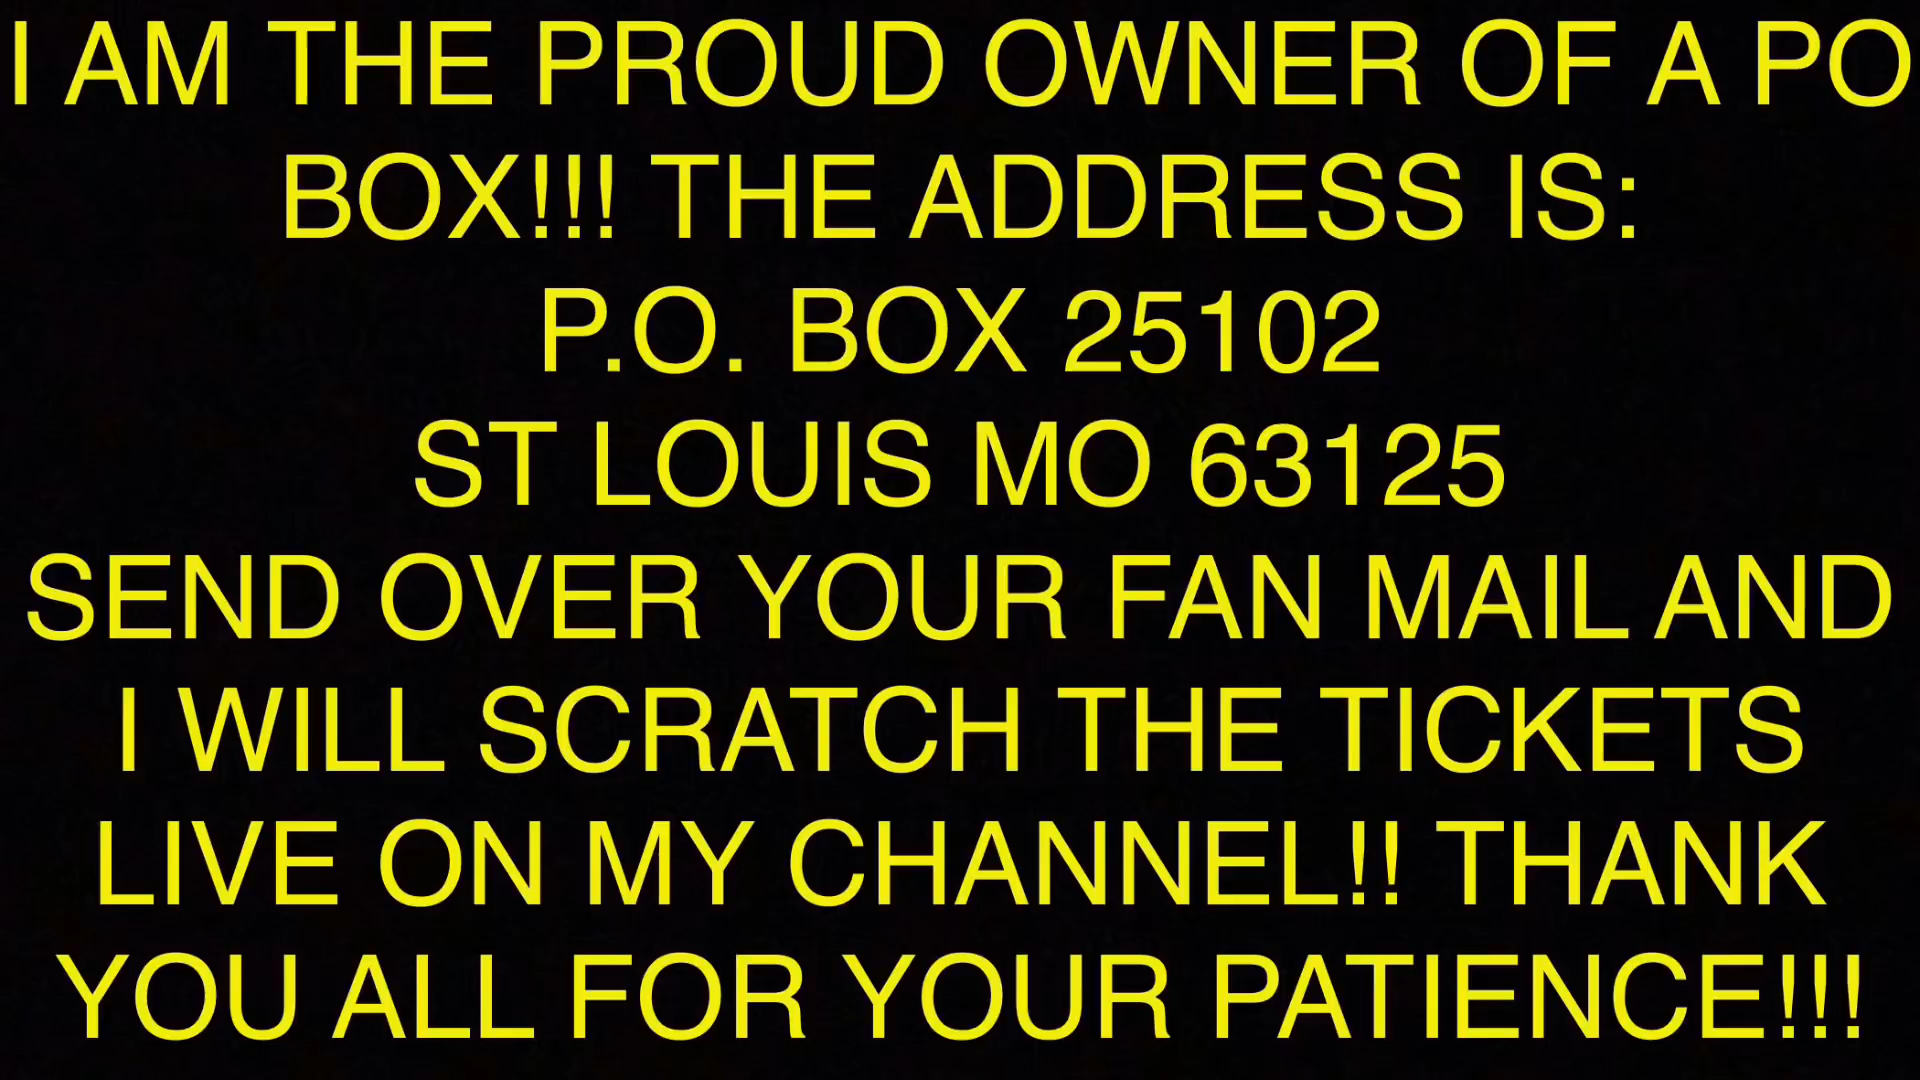 I AM THE PROUD OWNER OF A PO
BOX!!! THE ADDRESS IS:
P.O. BOX 25102
ST LOUIS MO 63125
SEND OVER YOUR FAN MAIL AND
I WILL SCRATCH THE TICKETS
LIVE ON MY CHANNEL!! THANK
YOU ALL FOR YOUR PATIENCE!!!